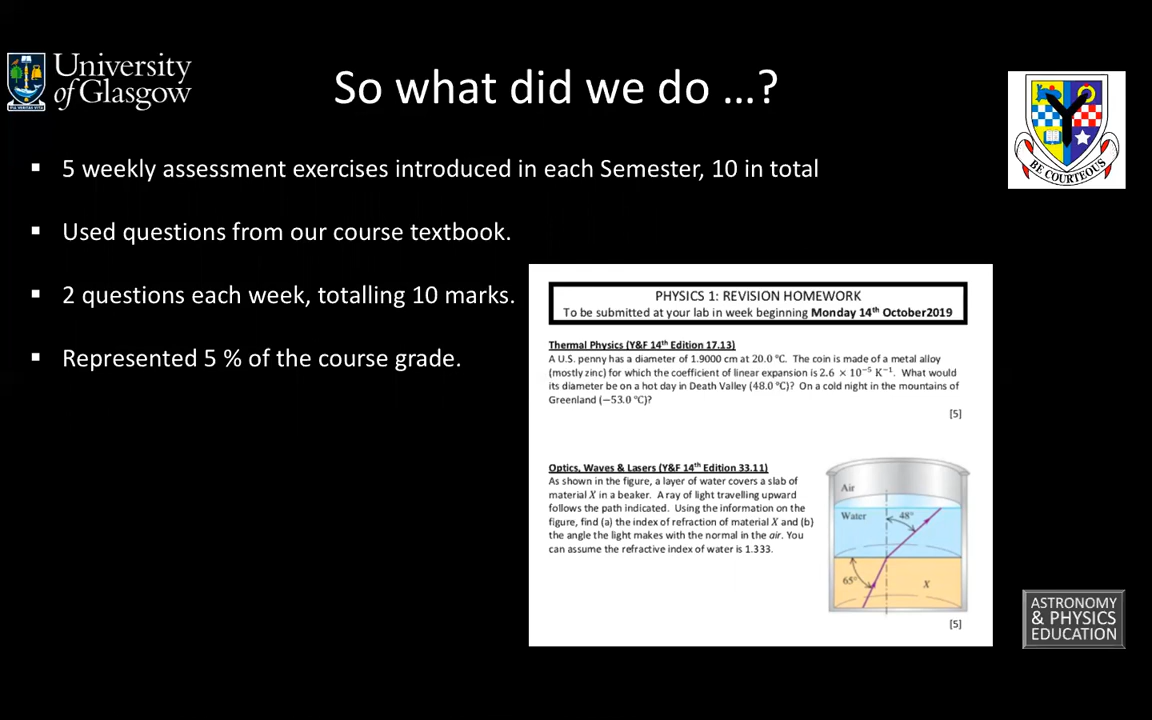 University
of Glasgow
So what did we do …?
BE COURTEOUS
▪ 5 weekly assessment exercises introduced in each Semester, 10 in total
▪ Used questions from our course textbook.
▪ 2 questions each week, totalling 10 marks.
▪ Represented 5 % of the course grade.
PHYSICS 1: REVISION HOMEWORK
To be submitted at your lab in week beginning Monday 14th October2019
Thermal Physics (Y&F 14th Edition 17.13)
A U.S. penny has a diameter of 1.9000 cm at 20.0 °C. The coin is made of a metal alloy
(mostly zinc) for which the coefficient of linear expansion is 2.6 × 10⁻⁵ K⁻¹. What would
its diameter be on a hot day in Death Valley (48.0 °C)? On a cold night in the mountains of
Greenland (−53.0 °C)?
[5]
Optics, Waves & Lasers (Y&F 14th Edition 33.11)
As shown in the figure, a layer of water covers a slab of
material X in a beaker. A ray of light travelling upward
follows the path indicated. Using the information on the
figure, find (a) the index of refraction of material X and (b)
the angle the light makes with the normal in the air. You
can assume the refractive index of water is 1.333.
Air
Water
48°
65°
X
[5]
ASTRONOMY
& PHYSICS
EDUCATION